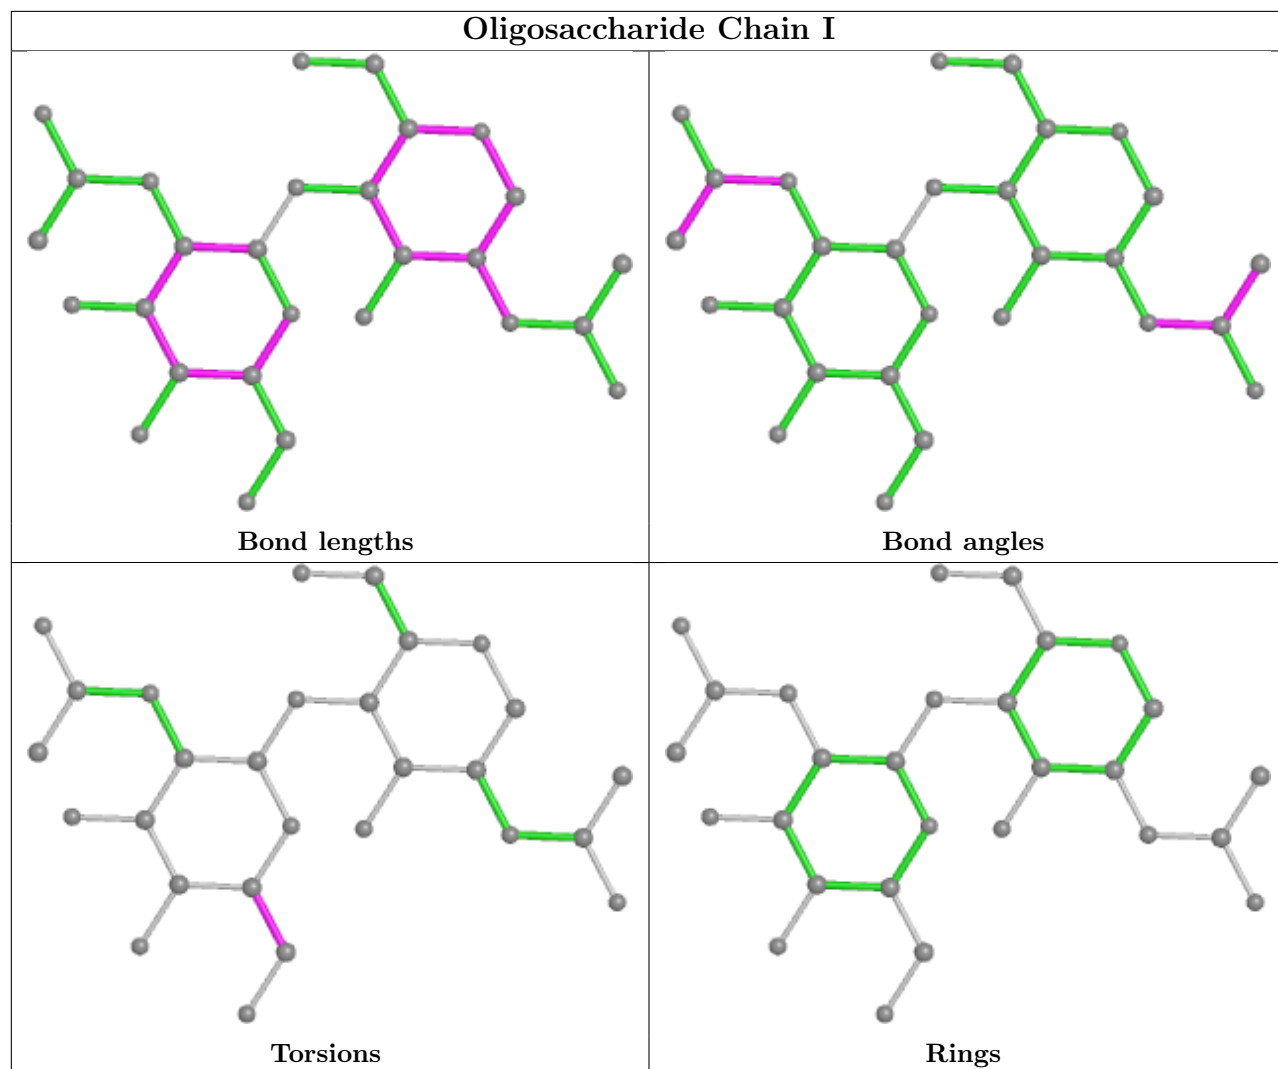 Oligosaccharide Chain I
Bond lengths
Bond angles
Torsions
Rings